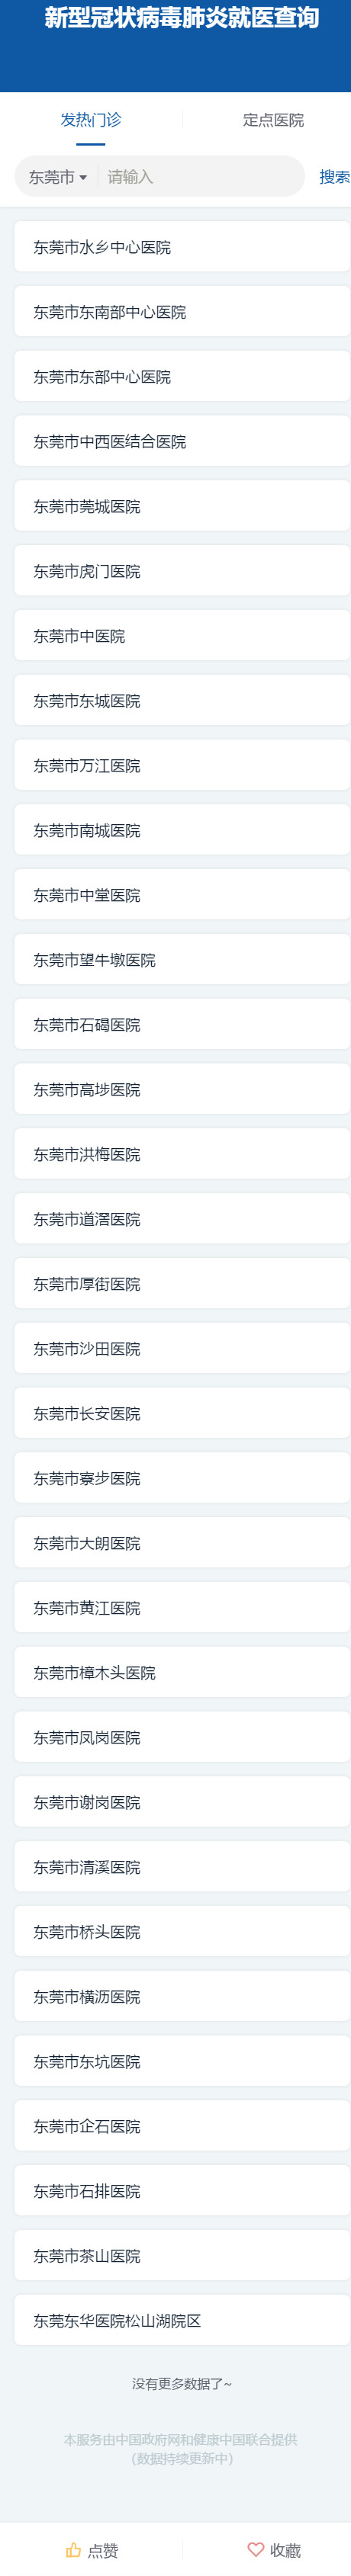 新型冠状病毒肺炎就医查询
发热门诊
定点医院
东莞市
请输入
搜索
东莞市水乡中心医院
东莞市东南部中心医院
东莞市东部中心医院
东莞市中西医结合医院
东莞市莞城医院
东莞市虎门医院
东莞市中医院
东莞市东城医院
东莞市万江医院
东莞市南城医院
东莞市中堂医院
东莞市望牛墩医院
东莞市石碣医院
东莞市高埗医院
东莞市洪梅医院
东莞市道滘医院
东莞市厚街医院
东莞市沙田医院
东莞市长安医院
东莞市寮步医院
东莞市大朗医院
东莞市黄江医院
东莞市樟木头医院
东莞市凤岗医院
东莞市谢岗医院
东莞市清溪医院
东莞市桥头医院
东莞市横沥医院
东莞市东坑医院
东莞市企石医院
东莞市石排医院
东莞市茶山医院
东莞东华医院松山湖院区
没有更多数据了~
本服务由中国政府网和健康中国联合提供
（数据持续更新中）
点赞
收藏